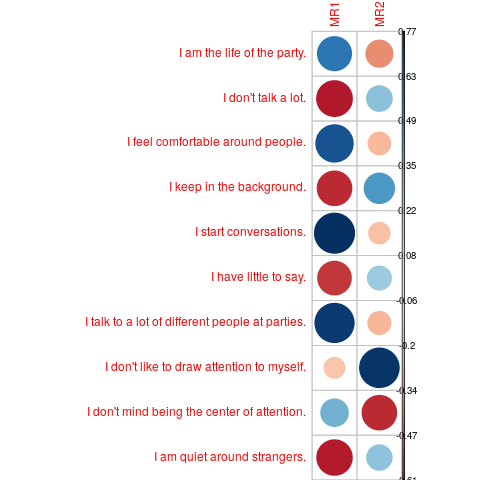 MR1 MR2
0.77
I am the life of the party.
0.63
I don't talk a lot.
0.49
I feel comfortable around people.
0.35
I keep in the background.
0.22
I start conversations.
0.08
I have little to say.
-0.06
I talk to a lot of different people at parties.
-0.2
I don't like to draw attention to myself.
-0.34
I don't mind being the center of attention.
-0.47
I am quiet around strangers.